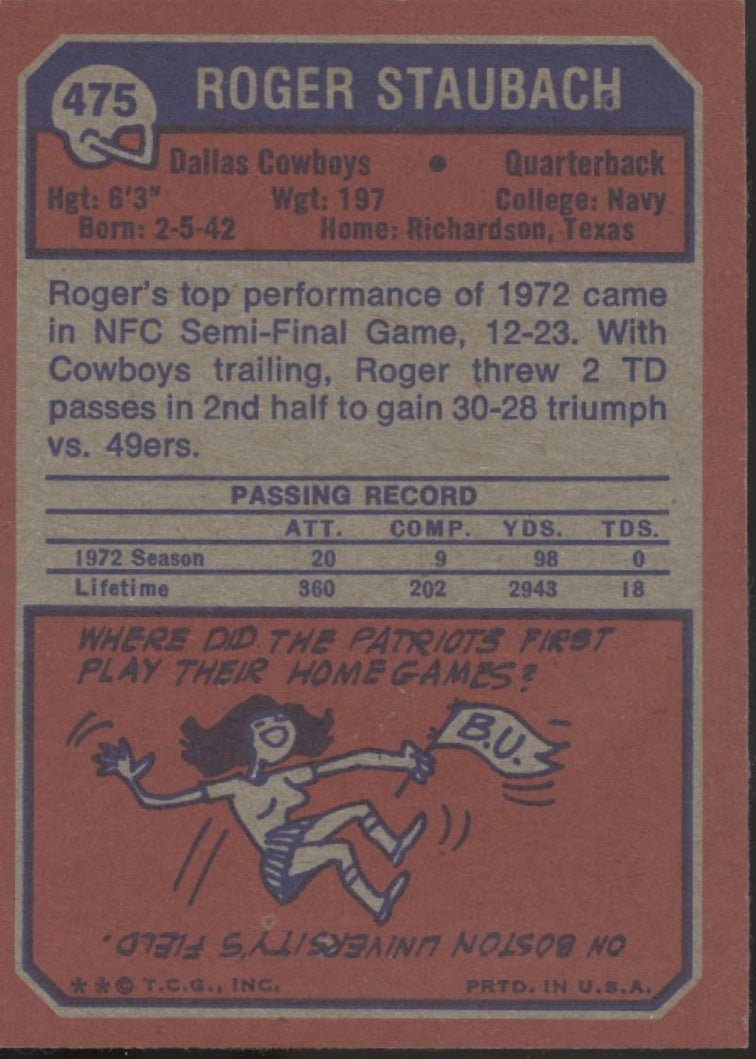 475
ROGER STAUBACH
Dallas Cowboys • Quarterback
Hgt: 6'3" Wgt: 197 College: Navy
Born: 2-5-42 Home: Richardson, Texas
Roger's top performance of 1972 came
in NFC Semi-Final Game, 12-23. With
Cowboys trailing, Roger threw 2 TD
passes in 2nd half to gain 30-28 triumph
vs. 49ers.
PASSING RECORD
ATT. COMP. YDS. TDS.
1972 Season 20 9 98 0
Lifetime 360 202 2943 18
WHERE DID THE PATRIOTS FIRST
PLAY THEIR HOME GAMES?
B.U.
ON BOSTON UNIVERSITY'S FIELD.
**© T.C.G., INC. PRTD. IN U.S.A.